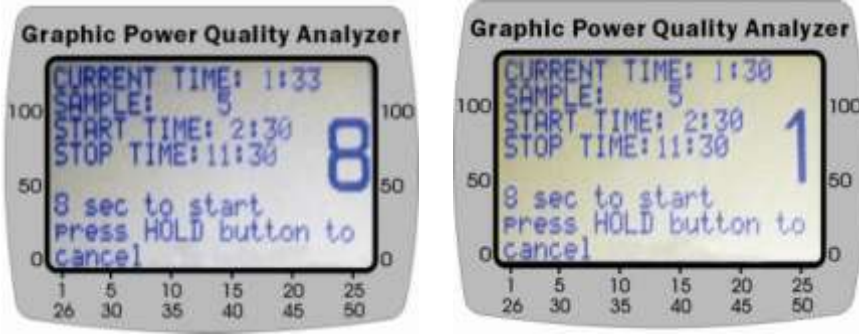 Graphic Power Quality Analyzer
CURRENT TIME: 1:33
SAMPLE: 5
START TIME: 2:30
STOP TIME:11:30
8
8 sec to start
Press HOLD button to
cancel
100 100
50 50
0 0
1 5 10 15 20 25
26 30 35 40 45 50
Graphic Power Quality Analyzer
CURRENT TIME: 1:30
SAMPLE: 5
START TIME: 2:30
STOP TIME:11:30
1
8 sec to start
Press HOLD button to
cancel
100 100
50 50
0 0
1 5 10 15 20 25
26 30 35 40 45 50